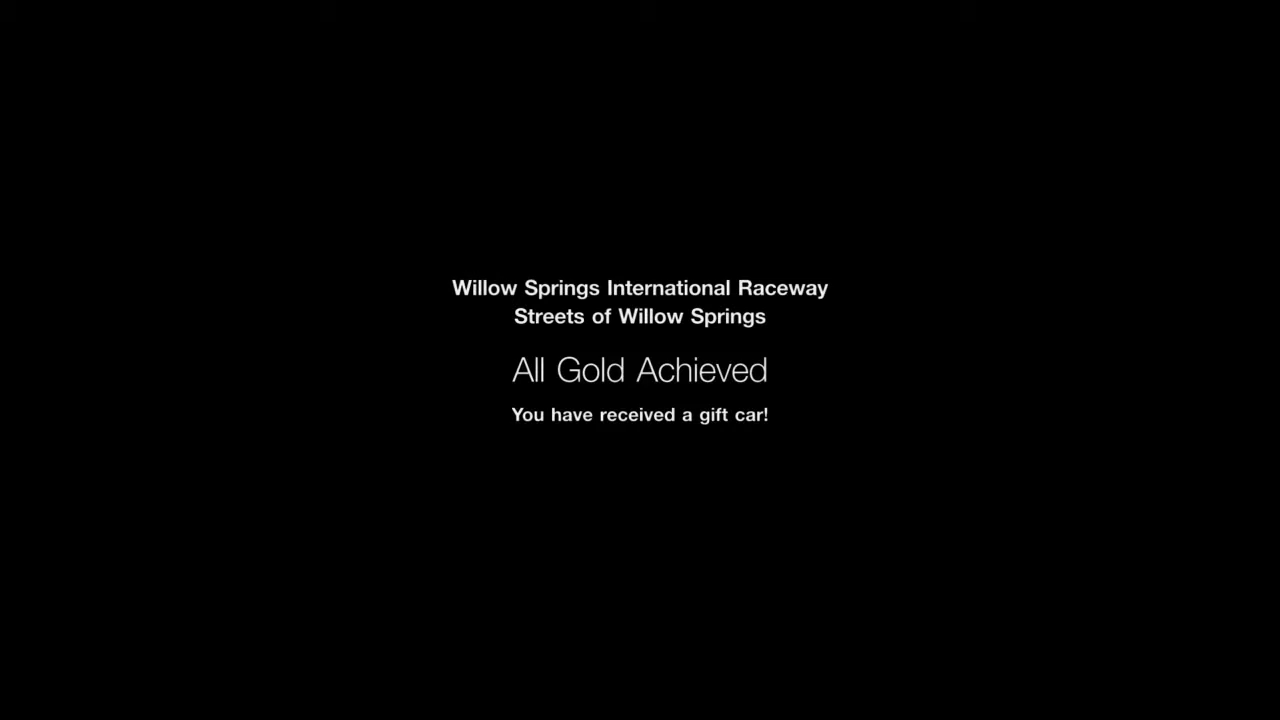 Willow Springs International Raceway
Streets of Willow Springs
All Gold Achieved
You have received a gift car!